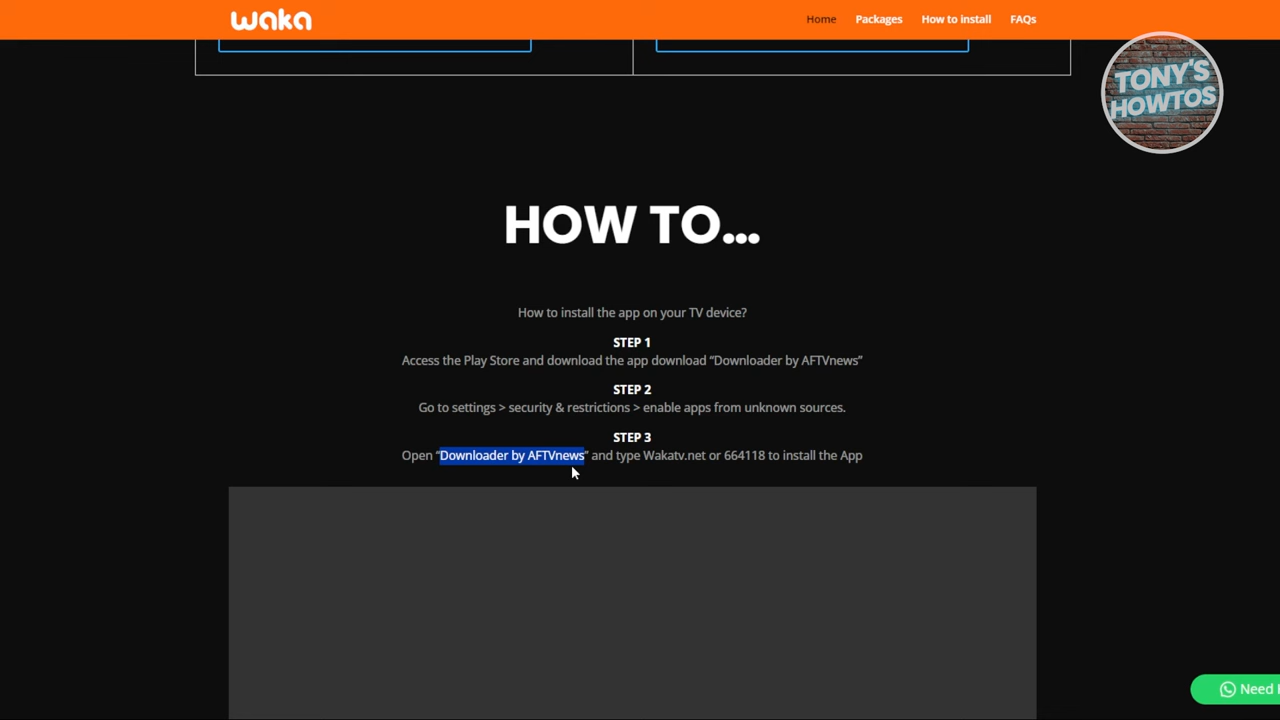 waka
Home
Packages
How to install
FAQs
TONY'S
HOWTOS
HOW TO...
How to install the app on your TV device?
STEP 1
Access the Play Store and download the app download “Downloader by AFTVnews”
STEP 2
Go to settings > security & restrictions > enable apps from unknown sources.
STEP 3
Open “Downloader by AFTVnews” and type Wakatv.net or 664118 to install the App
Need